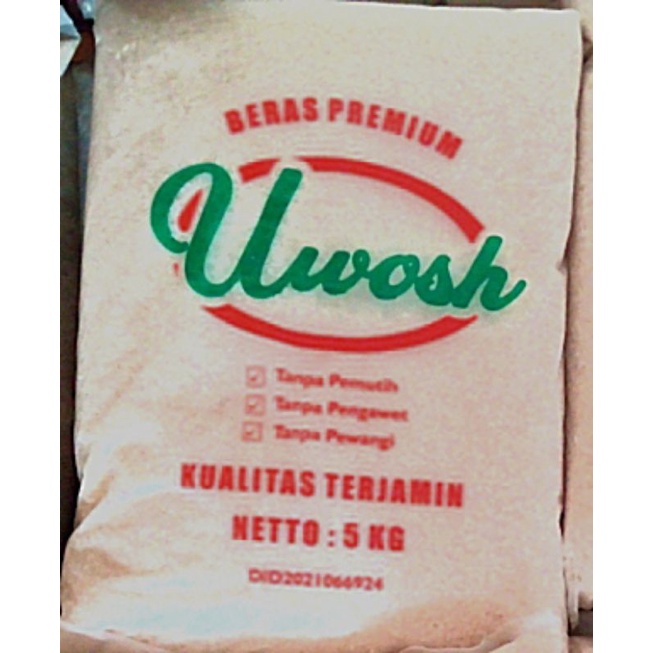 BERAS PREMIUM
Uwosh
Tanpa Pemutih
Tanpa Pengawet
Tanpa Pewangi
KUALITAS TERJAMIN
NETTO : 5 KG
DID2021066924